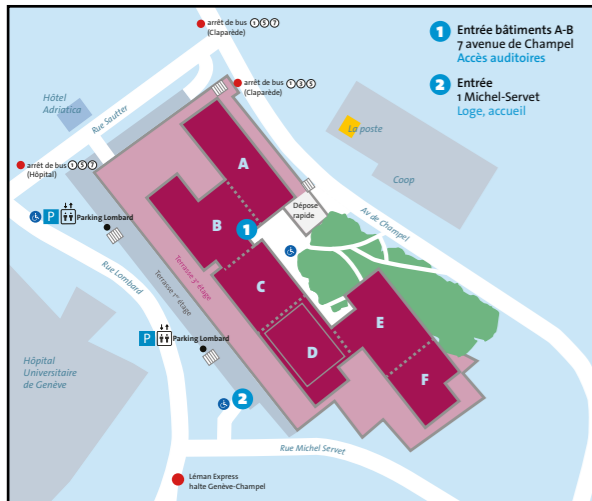 arrêt de bus 1 5 7
(Claparède)
1 Entrée bâtiments A-B
7 avenue de Champel
Accès auditoires
2 Entrée
1 Michel-Servet
Loge, accueil
arrêt de bus 1 3 5
(Claparède)
Hôtel
Adriatica
Rue Sautter
La poste
Coop
A
arrêt de bus 1 5 7
(Hôpital)
Dépose
rapide
Av de Champel
P Parking Lombard
B
1
Terrasse 3e étage
Terrasse 1er étage
Rue Lombard
C
E
P Parking Lombard
D
F
Hôpital
Universitaire
de Genève
2
Rue Michel Servet
Léman Express
halte Genève-Champel